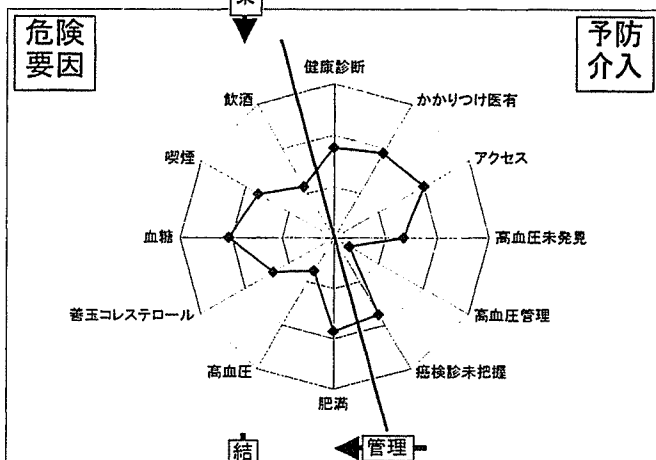 危険
要因
予防
介入
健康診断
飲酒
かかりつけ医有
喫煙
アクセス
血糖
高血圧未発見
善玉コレステロール
高血圧管理
高血圧
癌検診未把握
肥満
結
管理